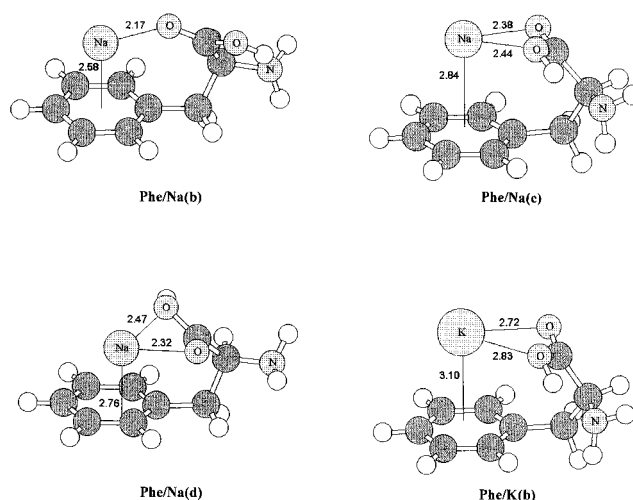 2.17
O
Na
O
N
2.58
Phe/Na(b)
2.38
O
Na
O
2.44
2.84
N
Phe/Na(c)
2.47
O
Na
2.32
O
N
2.76
Phe/Na(d)
2.72
O
K
O
2.83
3.10
N
Phe/K(b)